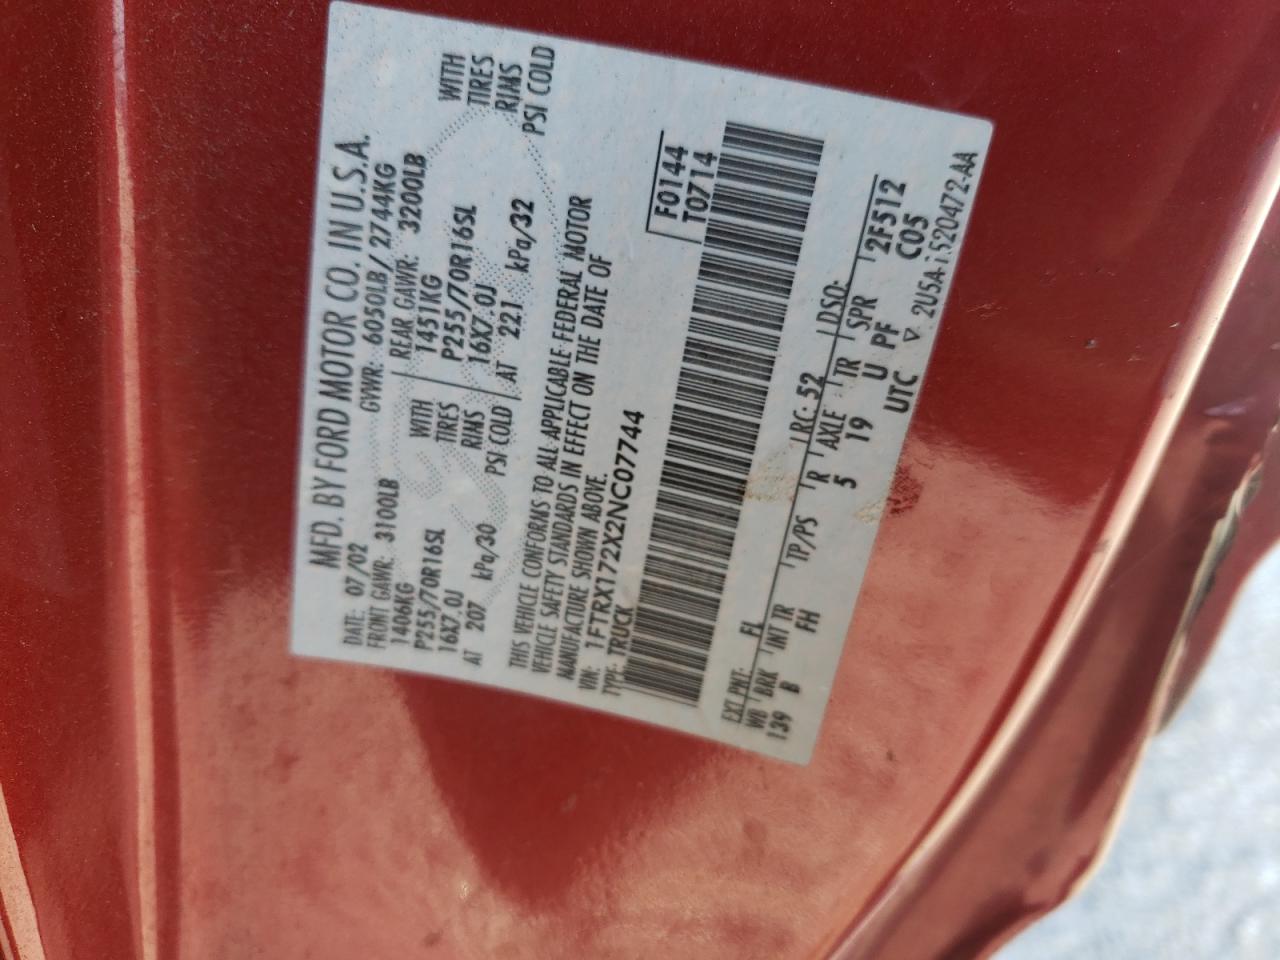 MFD. BY FORD MOTOR CO. IN U.S.A.
DATE: 07/02 GVWR: 6050LB/2744KG
FRONT GAWR: 3100LB REAR GAWR: 3200LB
1406KG WITH 1451KG WITH
P255/70R16SL TIRES P255/70R16SL TIRES
16X7.0J RIMS 16X7.0J RIMS
AT 207 kPa/30 PSI COLD AT 221 kPa/32 PSI COLD
THIS VEHICLE CONFORMS TO ALL APPLICABLE FEDERAL MOTOR
VEHICLE SAFETY STANDARDS IN EFFECT ON THE DATE OF
MANUFACTURE SHOWN ABOVE.
VIN: 1FTRX172X2NC07744 F0144
TYPE: TRUCK T0714
EXT PNT: FL RC: 52 DSO:
WB BRK INT TR TP/PS R AXLE TR SPR 2F512
139 B FH 5 19 U PF C05
UTC ▽ 2U5A-1520472-AA